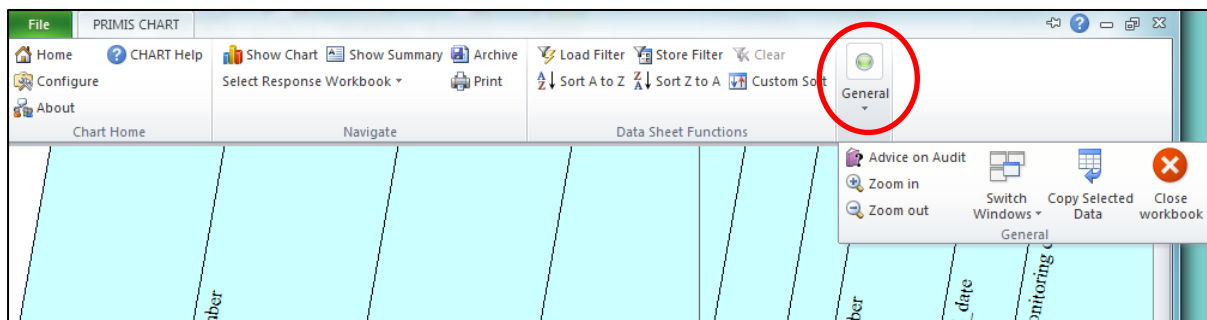 File PRIMIS CHART
Home CHART Help Show Chart Show Summary Archive Load Filter Store Filter Clear
Configure Select Response Workbook Print Sort A to Z Sort Z to A Custom Sort General
About
Chart Home Navigate Data Sheet Functions
Advice on Audit
Zoom in
Zoom out
Switch Windows
Copy Selected Data
Close workbook
General
_date